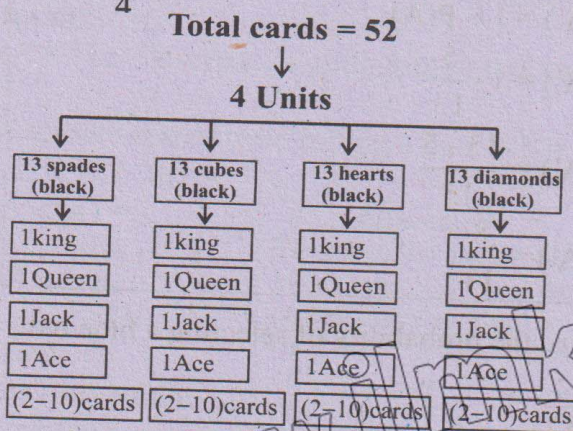 4
Total cards = 52
4 Units
13 spades
(black)
13 cubes
(black)
13 hearts
(black)
13 diamonds
(black)
1king
1king
1king
1king
1Queen
1Queen
1Queen
1Queen
1Jack
1Jack
1Jack
1Jack
1Ace
1Ace
1Ace
1Ace
(2–10)cards
(2–10)cards
(2–10)cards
(2–10)cards